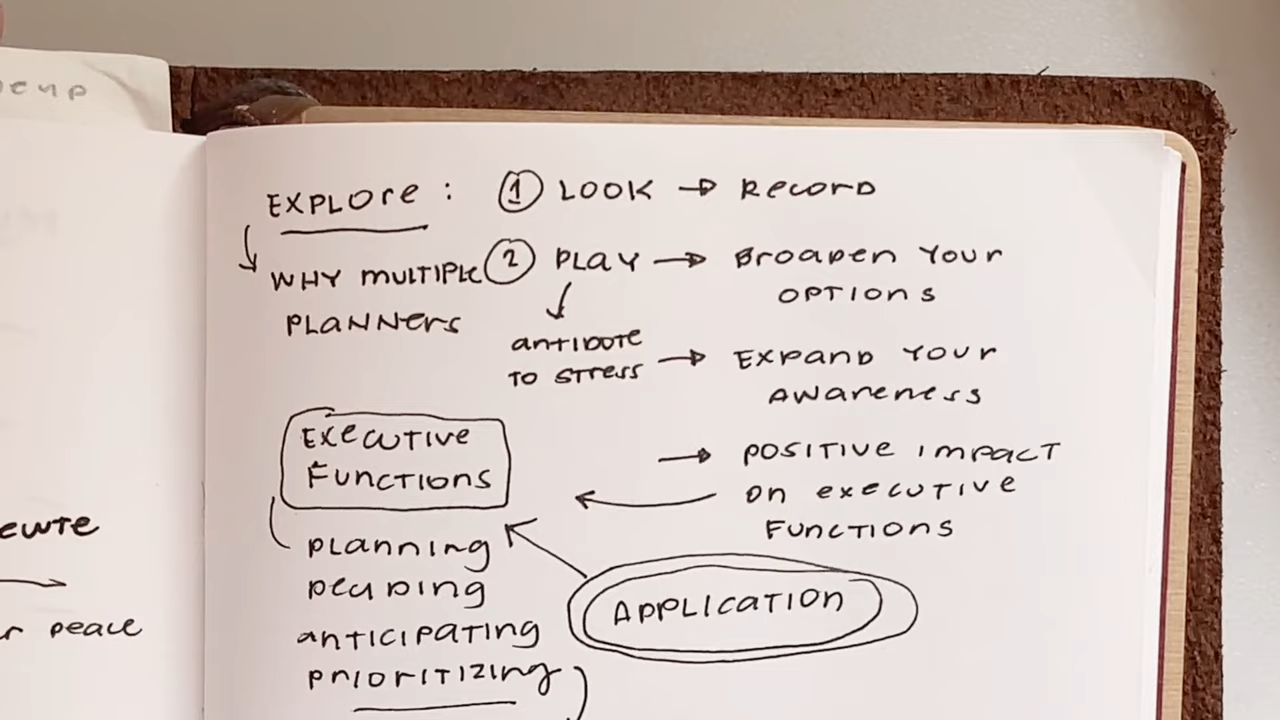 EXPLORE : ① LOOK → RECORD
WHY MULTIPLE PLANNERS
② PLAY → BROADEN YOUR OPTIONS
ANTIDOTE TO STRESS → EXPAND YOUR AWARENESS
→ POSITIVE IMPACT
ON EXECUTIVE
FUNCTIONS
EXECUTIVE
FUNCTIONS
PLANNING
DECIDING
ANTICIPATING
PRIORITIZING
APPLICATION
PEACE